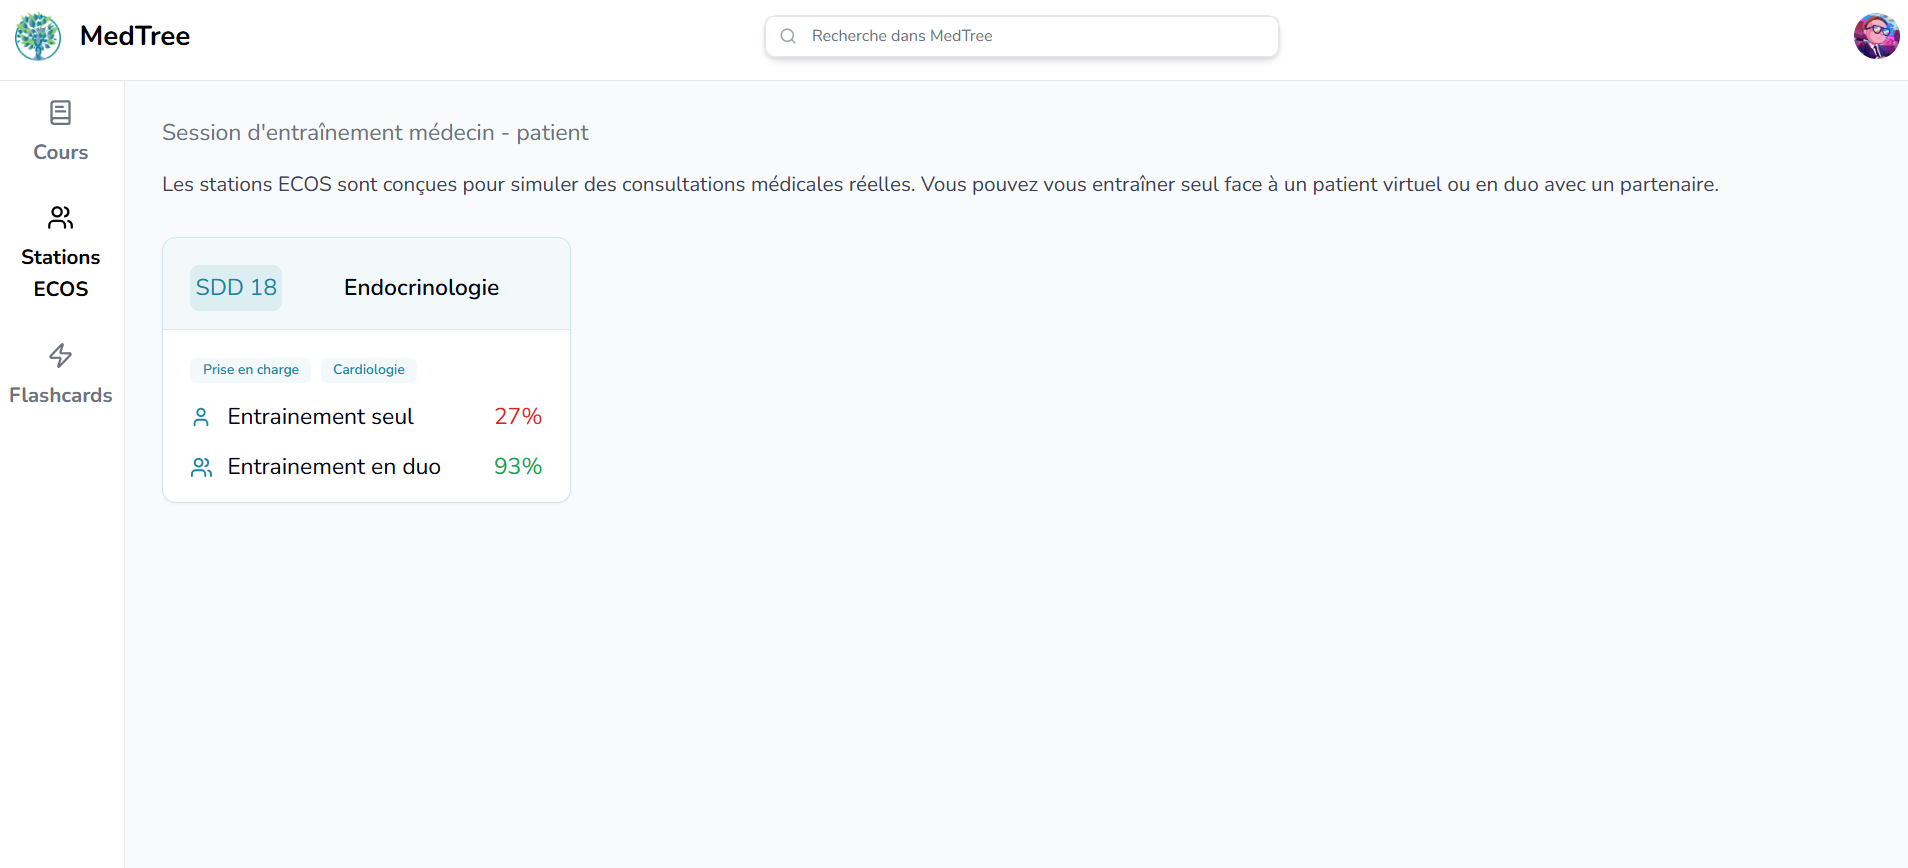 MedTree
Recherche dans MedTree
Cours
Stations
ECOS
Flashcards
Session d'entraînement médecin - patient
Les stations ECOS sont conçues pour simuler des consultations médicales réelles. Vous pouvez vous entraîner seul face à un patient virtuel ou en duo avec un partenaire.
SDD 18 Endocrinologie
Prise en charge Cardiologie
Entrainement seul 27%
Entrainement en duo 93%